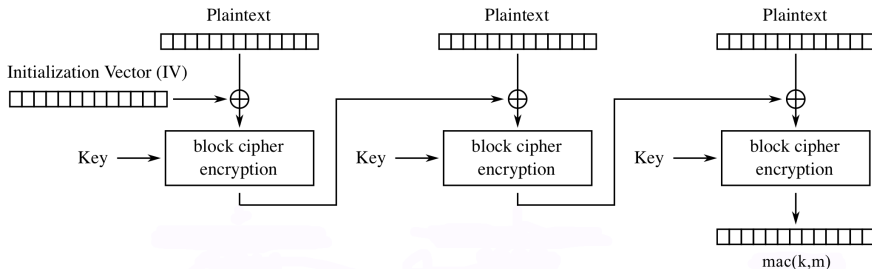 Plaintext
Plaintext
Plaintext
Initialization Vector (IV)
Key
block cipher
encryption
Key
block cipher
encryption
Key
block cipher
encryption
mac(k,m)